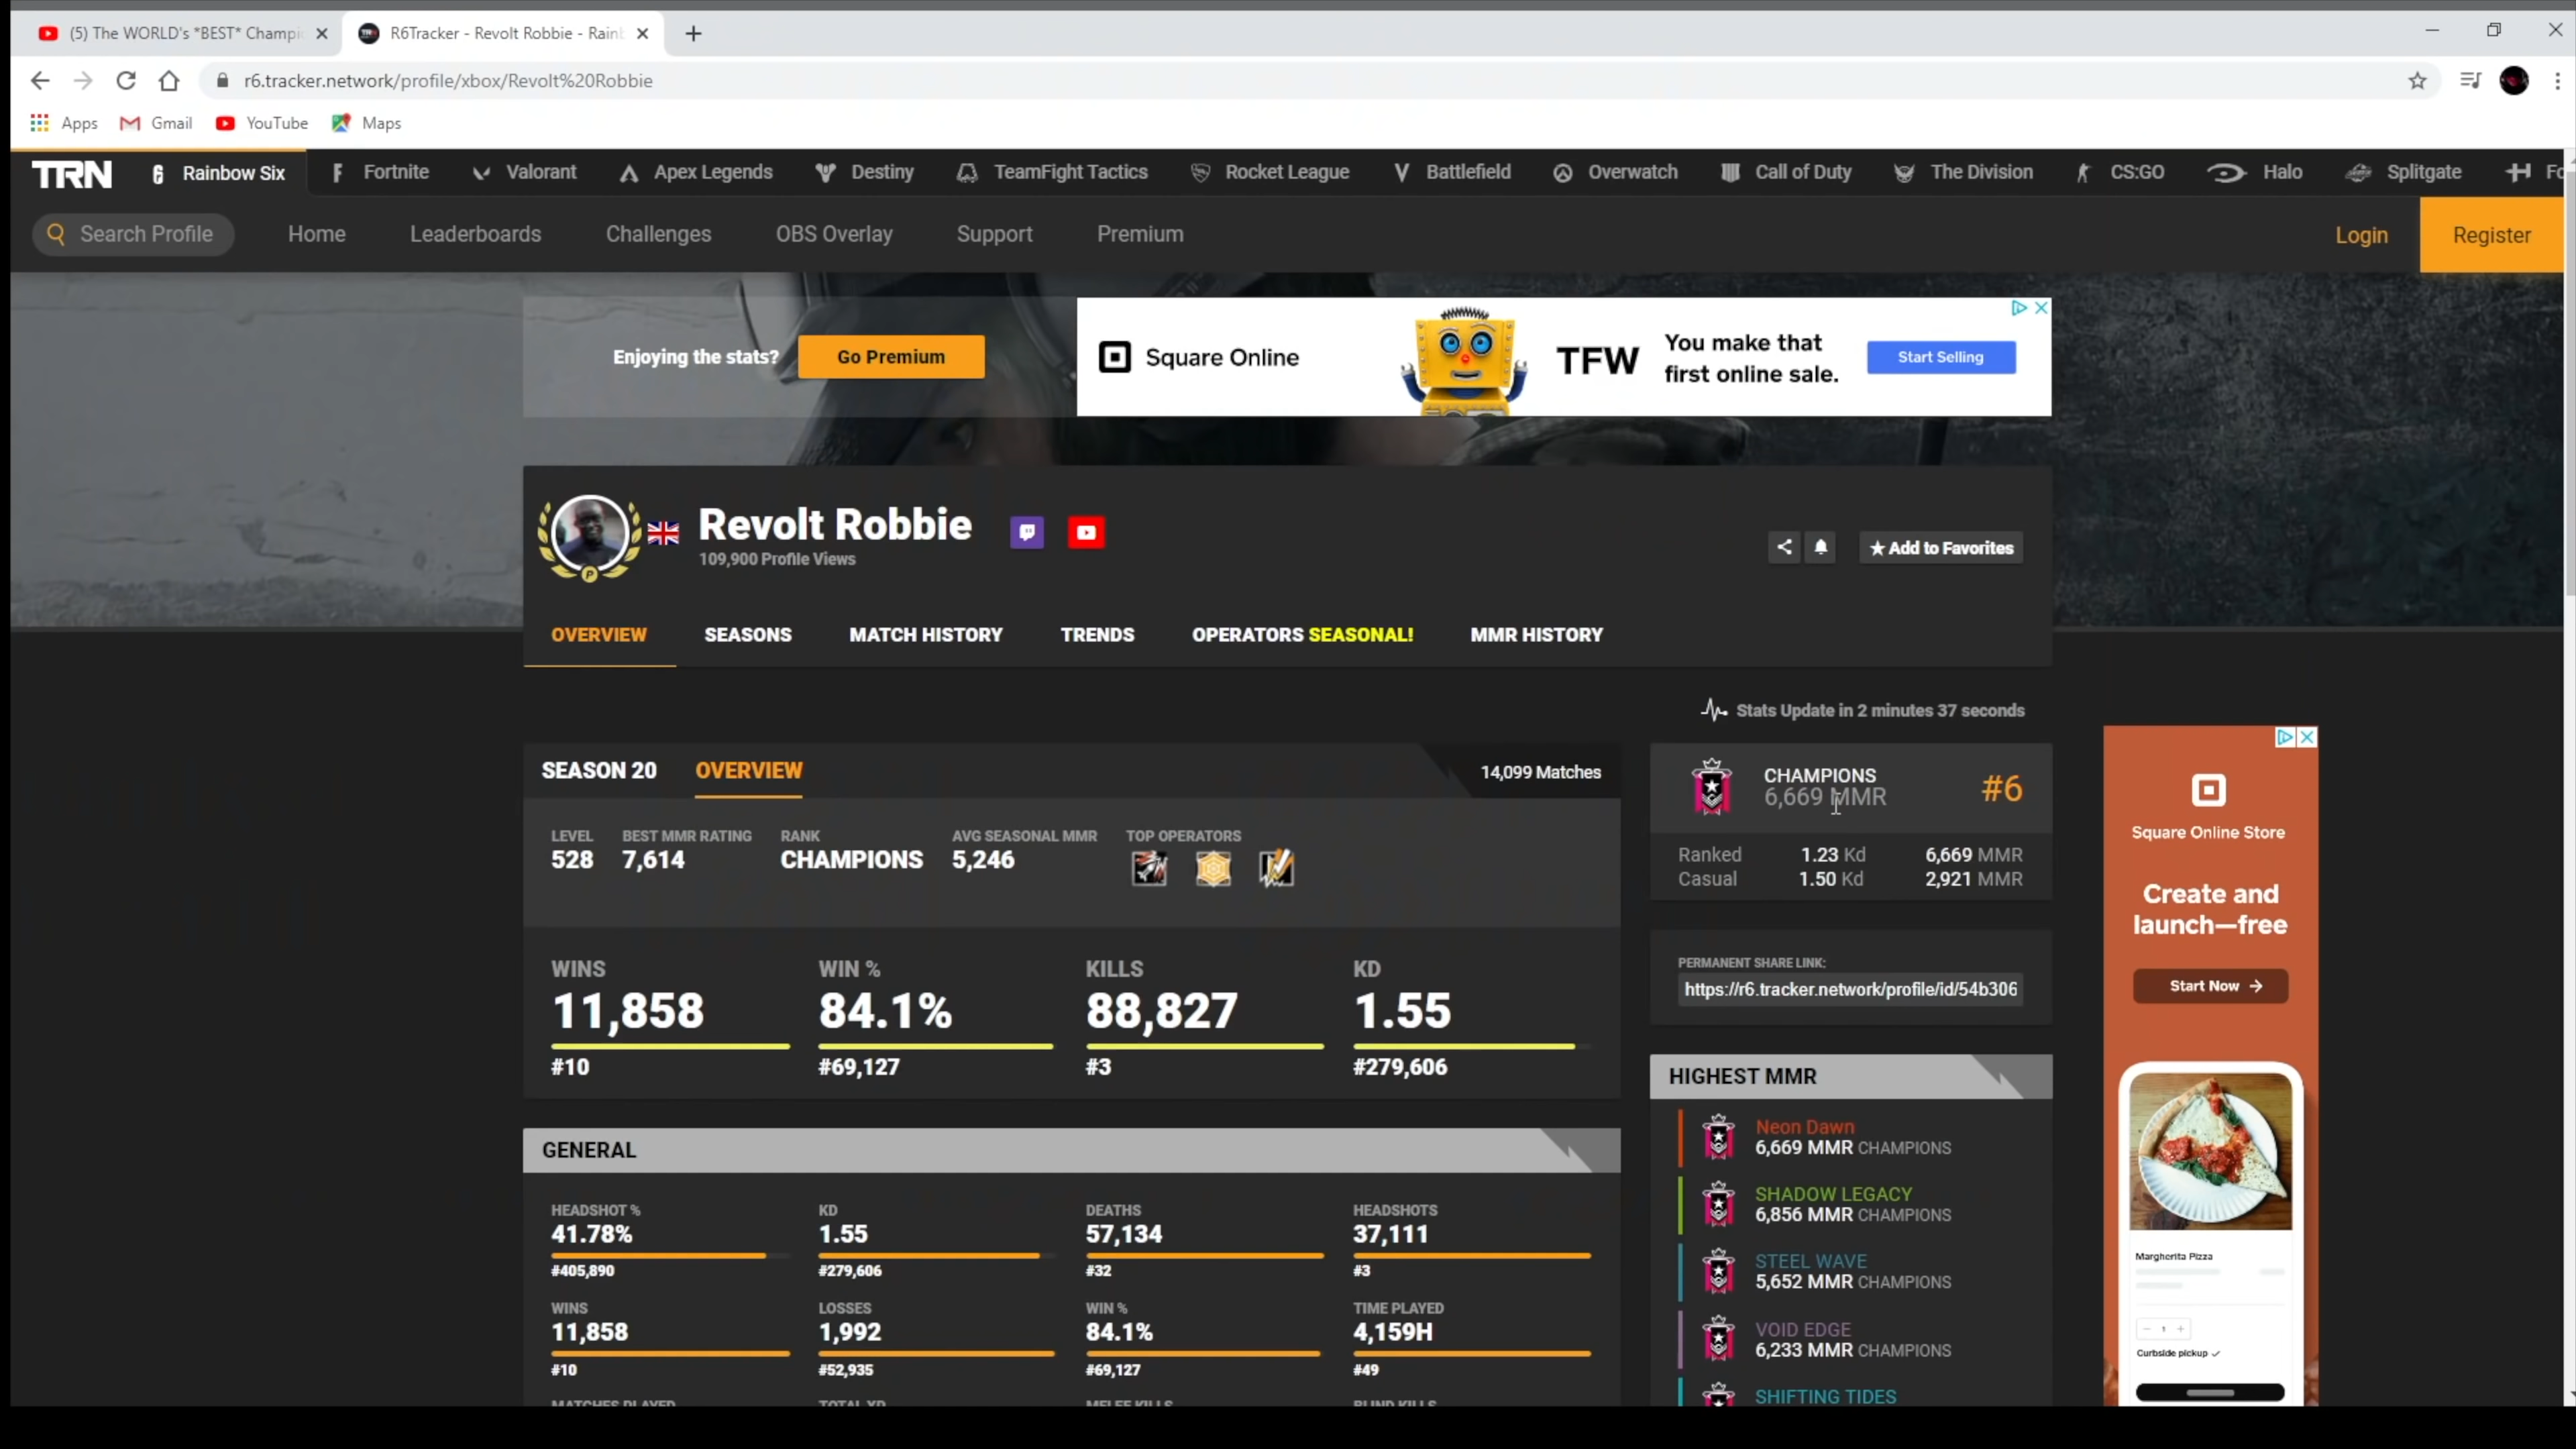 (5) The WORLD's *BEST* Champi
R6Tracker - Revolt Robbie - Rain
r6.tracker.network/profile/xbox/Revolt%20Robbie
Apps Gmail YouTube Maps
TRN Rainbow Six Fortnite Valorant Apex Legends Destiny TeamFight Tactics Rocket League Battlefield Overwatch Call of Duty The Division CS:GO Halo Splitgate Fo
Search Profile Home Leaderboards Challenges OBS Overlay Support Premium Login Register
Enjoying the stats? Go Premium
Square Online
TFW
You make that
first online sale.
Start Selling
Revolt Robbie
109,900 Profile Views
Add to Favorites
OVERVIEW SEASONS MATCH HISTORY TRENDS OPERATORS SEASONAL! MMR HISTORY
Stats Update in 2 minutes 37 seconds
SEASON 20 OVERVIEW 14,099 Matches
LEVEL BEST MMR RATING RANK AVG SEASONAL MMR TOP OPERATORS
528 7,614 CHAMPIONS 5,246
WINS WIN % KILLS KD
11,858 84.1% 88,827 1.55
#10 #69,127 #3 #279,606
GENERAL
HEADSHOT % KD DEATHS HEADSHOTS
41.78% 1.55 57,134 37,111
#405,890 #279,606 #32 #3
WINS LOSSES WIN % TIME PLAYED
11,858 1,992 84.1% 4,159H
#10 #52,935 #69,127 #49
MATCHES PLAYED TOTAL XP MELEE KILLS BLIND KILLS
CHAMPIONS
6,669 MMR
#6
Ranked 1.23 Kd 6,669 MMR
Casual 1.50 Kd 2,921 MMR
PERMANENT SHARE LINK:
https://r6.tracker.network/profile/id/54b306
HIGHEST MMR
Neon Dawn
6,669 MMR CHAMPIONS
SHADOW LEGACY
6,856 MMR CHAMPIONS
STEEL WAVE
5,652 MMR CHAMPIONS
VOID EDGE
6,233 MMR CHAMPIONS
SHIFTING TIDES
Square Online Store
Create and
launch—free
Start Now
Margherita Pizza
1
Curbside pickup